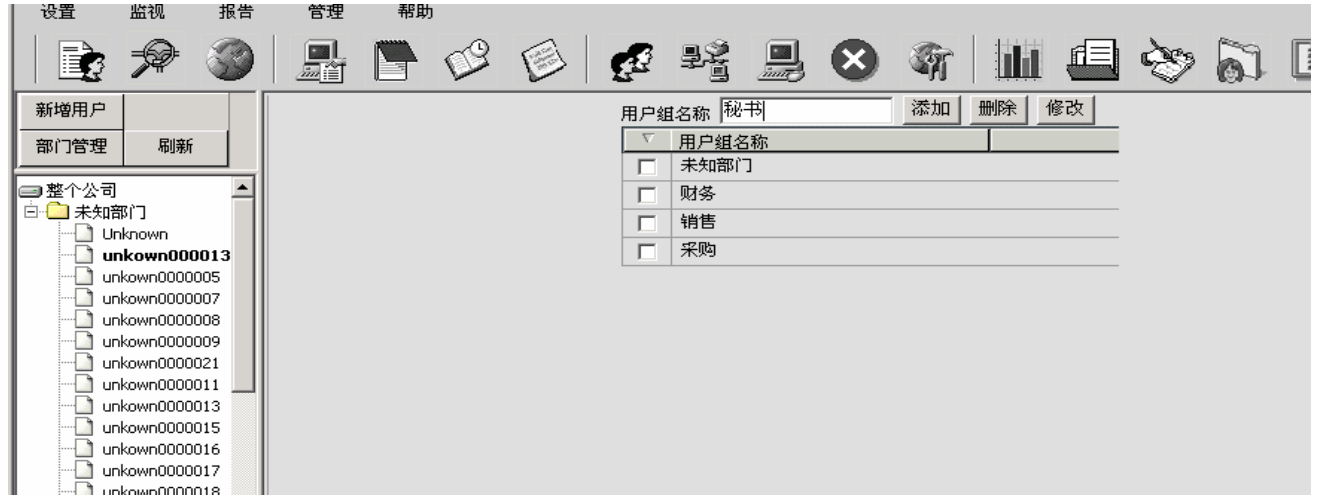 设置 监视 报告 管理 帮助
新增用户
部门管理 刷新
用户组名称 秘书 添加 删除 修改
用户组名称
未知部门
财务
销售
采购
整个公司
未知部门
Unknown
unkown000013
unkown0000005
unkown0000007
unkown0000008
unkown0000009
unkown0000021
unkown0000011
unkown0000013
unkown0000015
unkown0000016
unkown0000017
unkown0000018